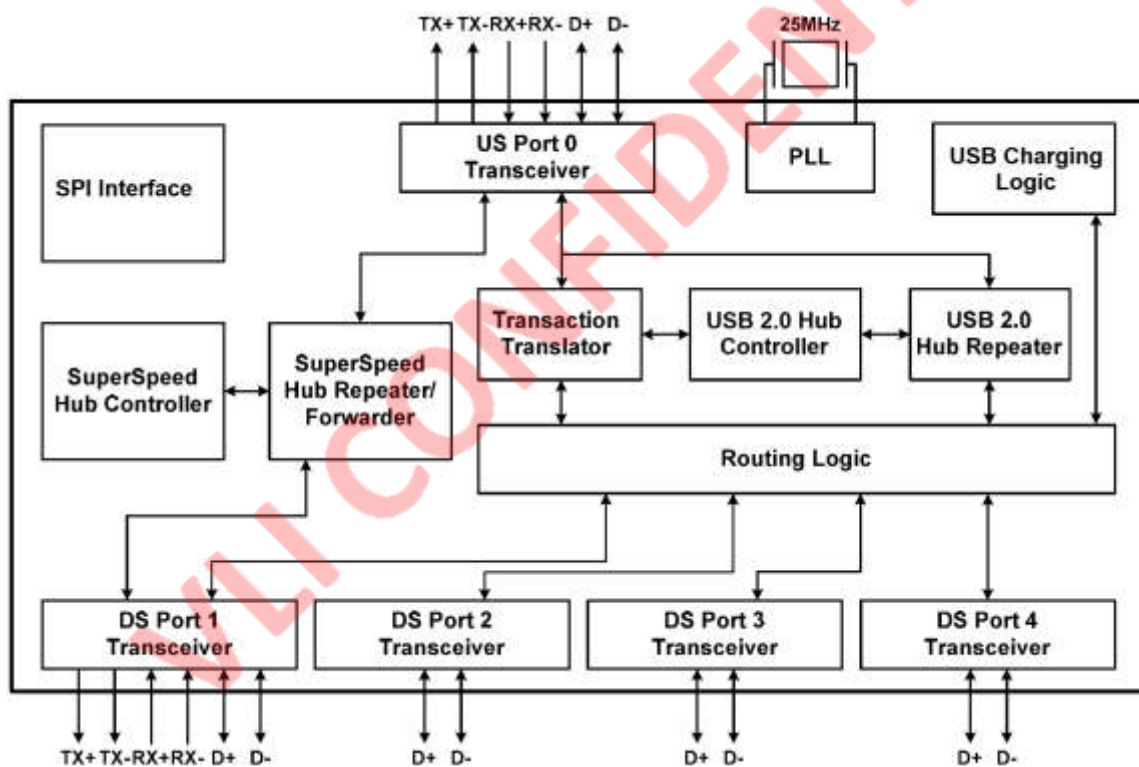 TX+ TX- RX+ RX- D+ D-
25MHz
US Port 0
Transceiver
PLL
USB Charging
Logic
SPI Interface
SuperSpeed
Hub Controller
SuperSpeed
Hub Repeater/
Forwarder
Transaction
Translator
USB 2.0 Hub
Controller
USB 2.0
Hub Repeater
Routing Logic
DS Port 1
Transceiver
DS Port 2
Transceiver
DS Port 3
Transceiver
DS Port 4
Transceiver
TX+ TX- RX+ RX- D+ D-
D+ D-
D+ D-
D+ D-
VLI CONFIDENT